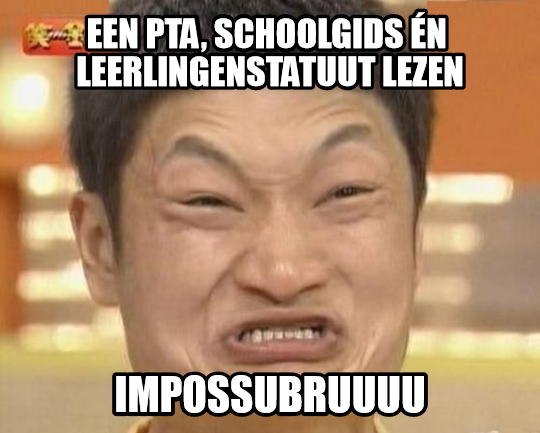 EEN PTA, SCHOOLGIDS ÉN
LEERLINGENSTATUUT LEZEN
IMPOSSUBRUUUU